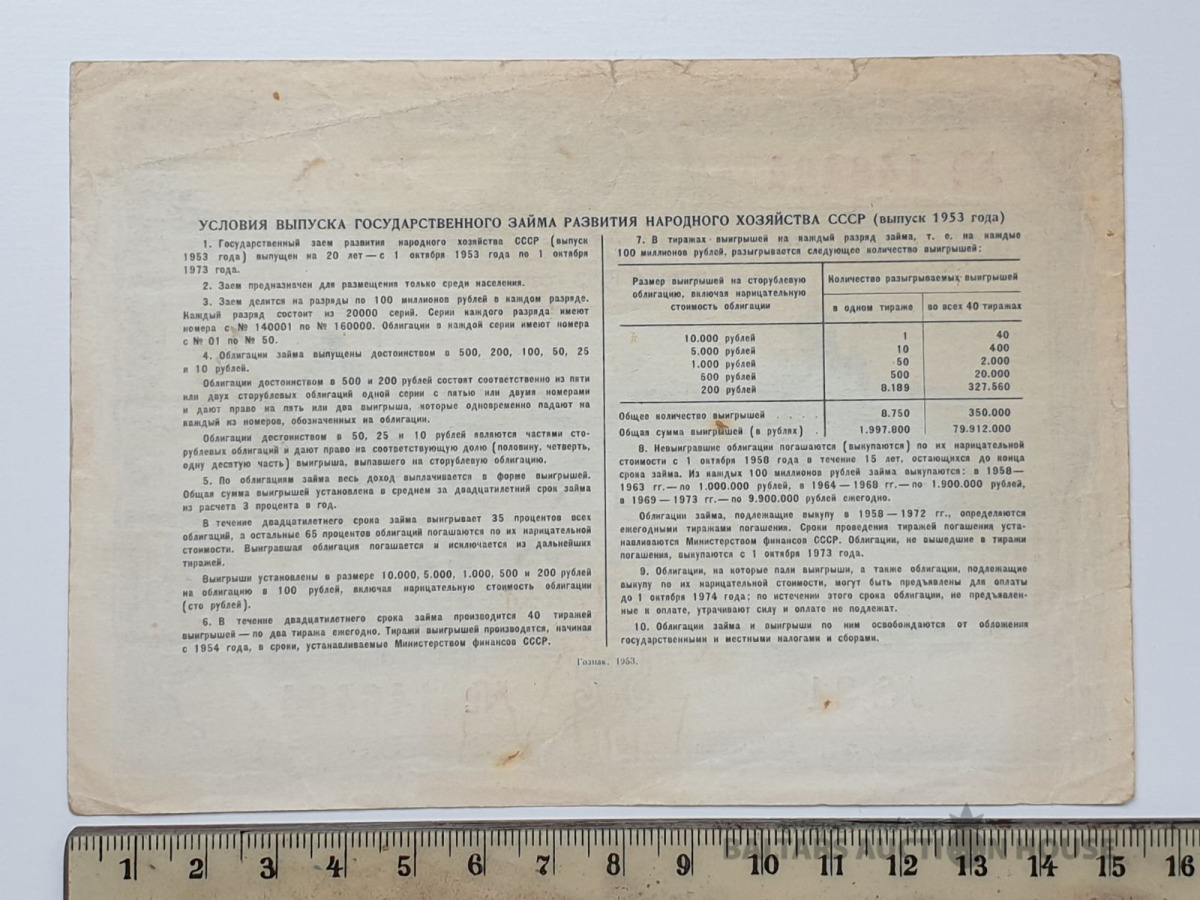 УСЛОВИЯ ВЫПУСКА ГОСУДАРСТВЕННОГО ЗАЙМА РАЗВИТИЯ НАРОДНОГО ХОЗЯЙСТВА СССР (выпуск 1953 года)
1. Государственный заем развития народного хозяйства СССР (выпуск
1953 года) выпущен на 20 лет — с 1 октября 1953 года по 1 октября
1973 года.
2. Заем предназначен для размещения только среди населения.
3. Заем делится на разряды по 100 миллионов рублей в каждом разряде.
Каждый разряд состоит из 20000 серий. Серии каждого разряда имеют
номера с № 140001 по № 160000. Облигации в каждой серии имеют номера
с № 01 по № 50.
4. Облигации займа выпущены достоинством в 500, 200, 100, 50, 25
и 10 рублей.
Облигации достоинством в 500 и 200 рублей состоят соответственно из пяти
или двух сторублевых облигаций одной серии с пятью или двумя номерами
и дают право на пять или два выигрыша, которые одновременно падают на
каждый из номеров, обозначенных на облигации.
Облигации достоинством в 50, 25 и 10 рублей являются частями сто-
рублевых облигаций и дают право на соответствующую долю (половину, четверть,
одну десятую часть) выигрыша, выпавшего на сторублевую облигацию.
5. По облигациям займа весь доход выплачивается в форме выигрышей.
Общая сумма выигрышей установлена в среднем за двадцатилетний срок займа
из расчета 3 процента в год.
В течение двадцатилетнего срока займа выигрывает 35 процентов всех
облигаций, а остальные 65 процентов облигаций погашаются по их нарицательной
стоимости. Выигравшая облигация погашается и исключается из дальнейших
тиражей.
Выигрыши установлены в размере 10.000, 5.000, 1.000, 500 и 200 рублей
на облигацию в 100 рублей, включая нарицательную стоимость облигации
(сто рублей).
6. В течение двадцатилетнего срока займа производится 40 тиражей
выигрышей — по два тиража ежегодно. Тиражи выигрышей производятся, начиная
с 1954 года, в сроки, устанавливаемые Министерством финансов СССР.
7. В тиражах выигрышей на каждый разряд займа, т. е. на каждые
100 миллионов рублей, разыгрывается следующее количество выигрышей:
Размер выигрышей на сторублевую
облигацию, включая нарицательную
стоимость облигации
Количество разыгрываемых выигрышей
в одном тираже
во всех 40 тиражах
10.000 рублей 1 40
5.000 рублей 10 400
1.000 рублей 50 2.000
500 рублей 500 20.000
200 рублей 8.189 327.560
Общее количество выигрышей . . . . 8.750 350.000
Общая сумма выигрышей (в рублях) . 1.997.800 79.912.000
8. Невыигравшие облигации погашаются (выкупаются) по их нарицательной
стоимости с 1 октября 1958 года в течение 15 лет, остающихся до конца
срока займа. Из каждых 100 миллионов рублей займа выкупаются: в 1958—
1963 гг.—по 1.000.000 рублей, в 1964—1968 гг.—по 1.900.000 рублей,
в 1969—1973 гг.—по 9.900.000 рублей ежегодно.
Облигации займа, подлежащие выкупу в 1958—1972 гг., определяются
ежегодными тиражами погашения. Сроки проведения тиражей погашения уста-
навливаются Министерством финансов СССР. Облигации, не вышедшие в тиражи
погашения, выкупаются с 1 октября 1973 года.
9. Облигации, на которые пали выигрыши, а также облигации, подлежащие
выкупу по их нарицательной стоимости, могут быть предъявлены для оплаты
до 1 октября 1974 года; по истечении этого срока облигации, не предъявлен-
ные к оплате, утрачивают силу и оплате не подлежат.
10. Облигации займа и выигрыши по ним освобождаются от обложения
государственными и местными налогами и сборами.
Гознак. 1953.
BALTARS AUCTION HOUSE
1 2 3 4 5 6 7 8 9 10 11 12 13 14 15 16